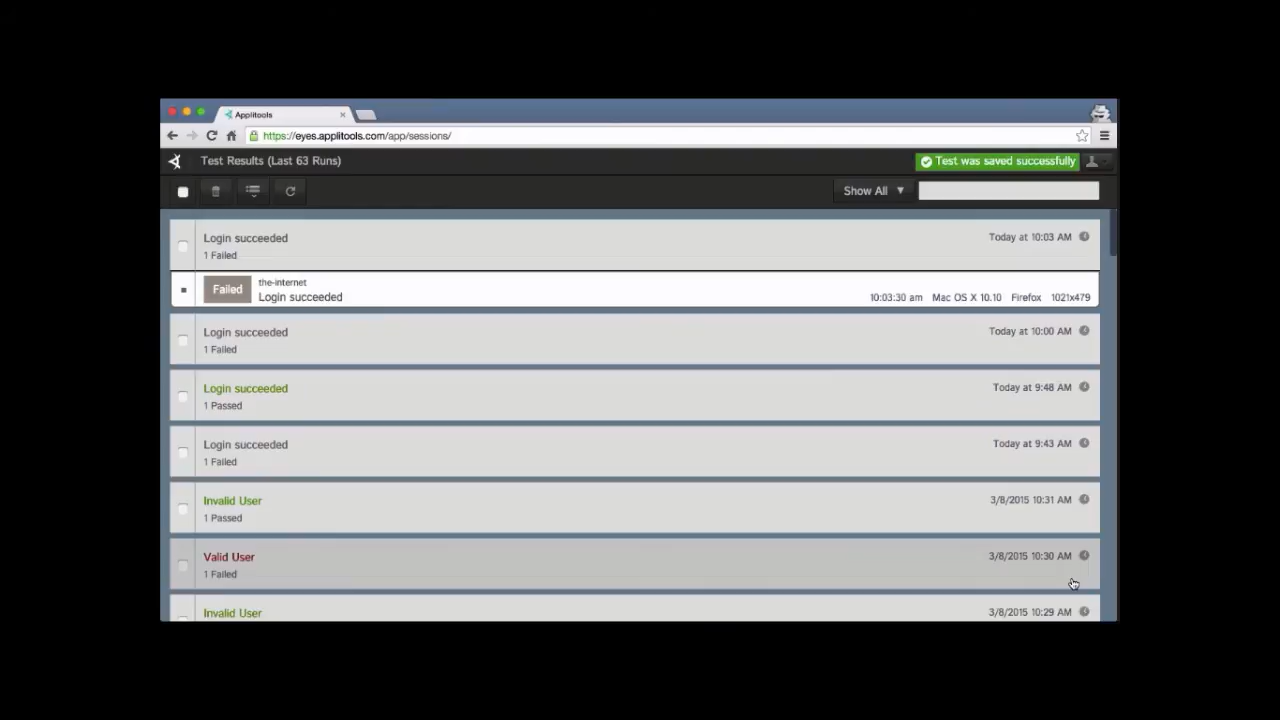 Applitools
https://eyes.applitools.com/app/sessions/
Test Results (Last 63 Runs)
Test was saved successfully
Show All
Login succeeded
Today at 10:03 AM
1 Failed
Failed
the-internet
Login succeeded
10:03:30 am Mac OS X 10.10 Firefox 1021x479
Login succeeded
Today at 10:00 AM
1 Failed
Login succeeded
Today at 9:48 AM
1 Passed
Login succeeded
Today at 9:43 AM
1 Failed
Invalid User
3/8/2015 10:31 AM
1 Passed
Valid User
3/8/2015 10:30 AM
1 Failed
Invalid User
3/8/2015 10:29 AM